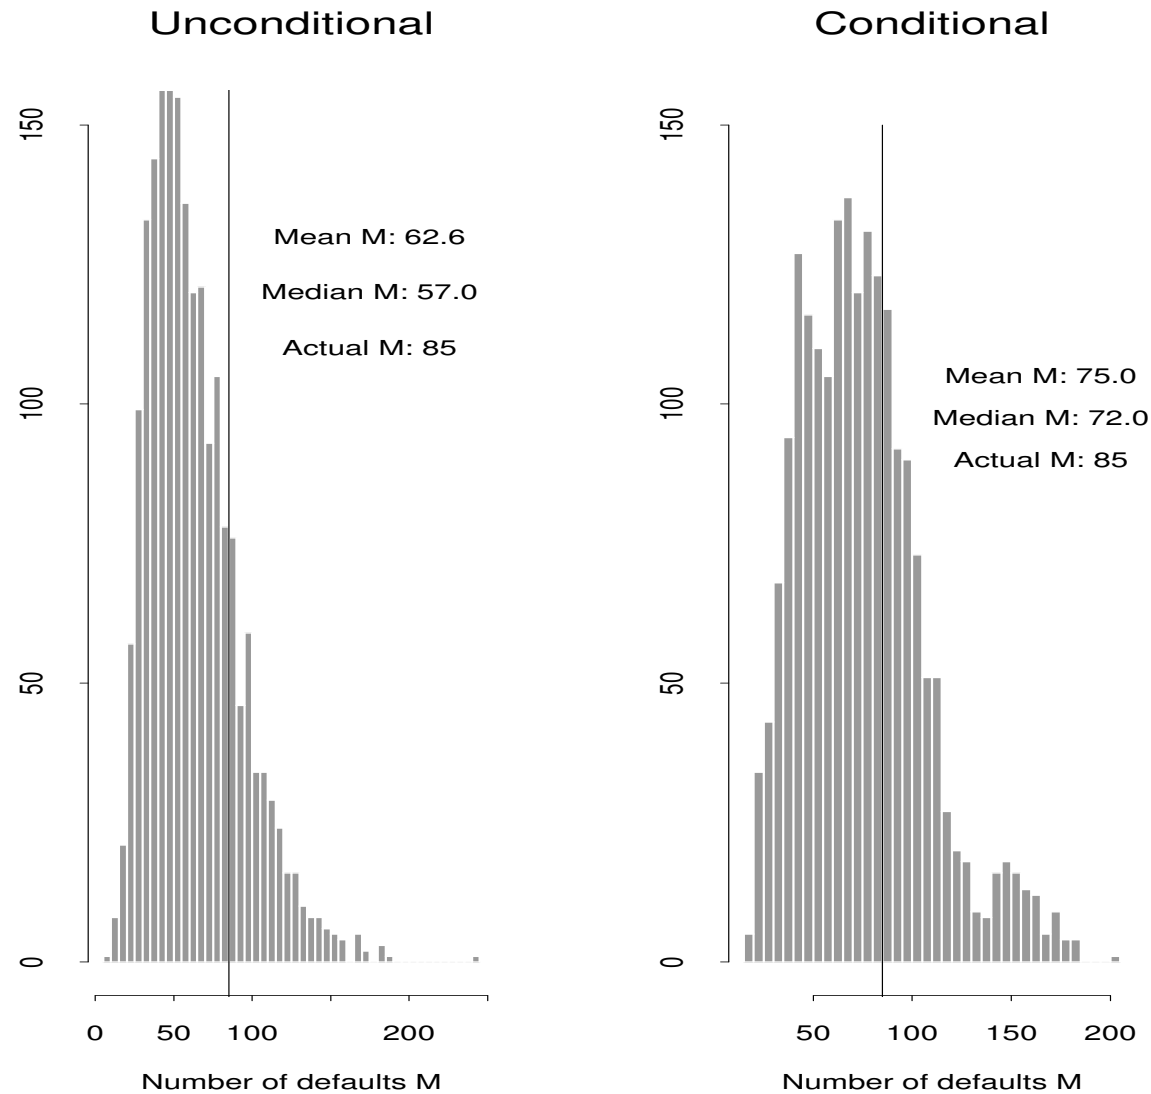 Unconditional
150
100
50
0
Mean M: 62.6
Median M: 57.0
Actual M: 85
0 50 100 200
Number of defaults M
Conditional
150
100
50
0
Mean M: 75.0
Median M: 72.0
Actual M: 85
50 100 150 200
Number of defaults M